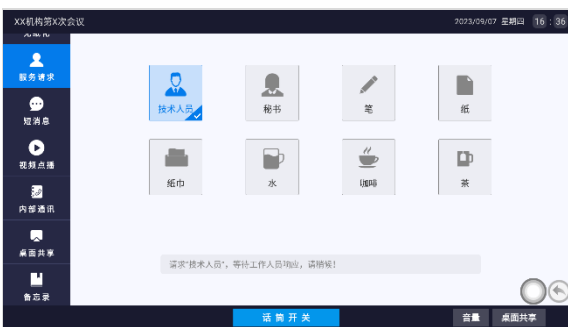 XX机构第X次会议
2023/09/07 星期四 16 : 36
无纸化
服务请求
短消息
视频点播
内部通讯
桌面共享
备忘录
技术人员
秘书
笔
纸
纸巾
水
咖啡
茶
请求"技术人员"，等待工作人员响应，请稍候！
话筒开关
音量
桌面共享